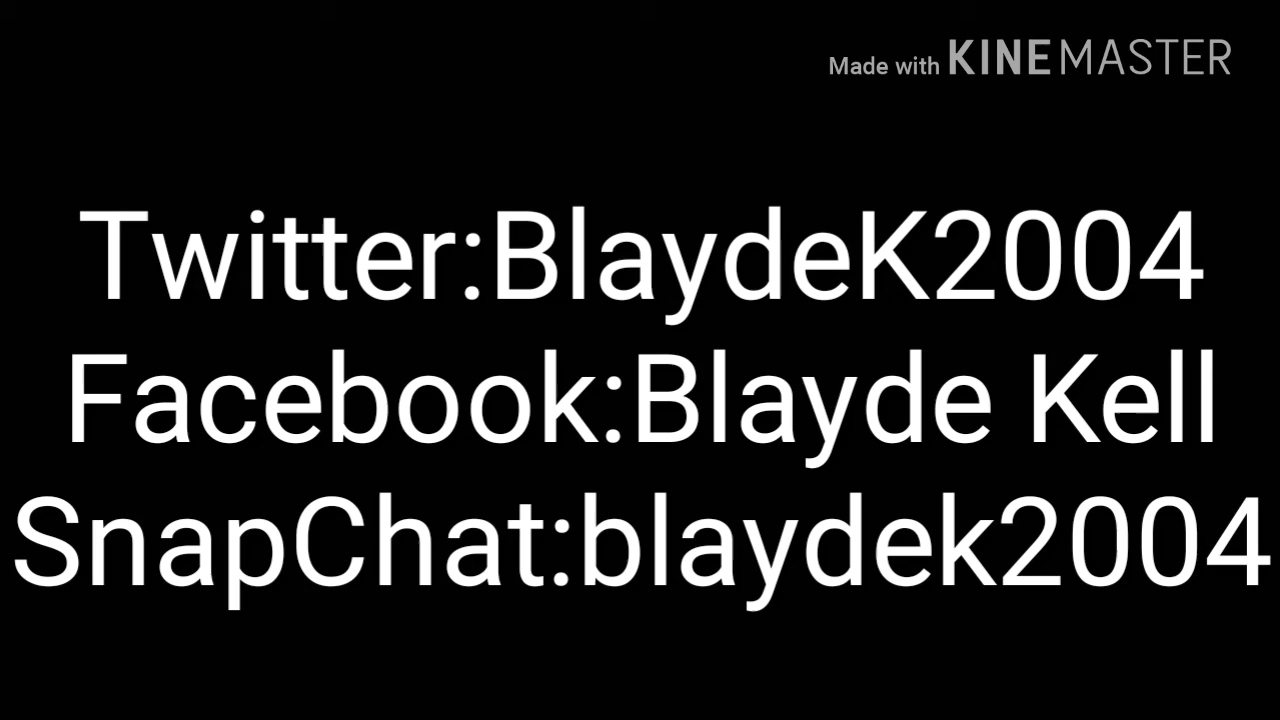 Made with KINEMASTER
Twitter:BlaydeK2004
Facebook:Blayde Kell
SnapChat:blaydek2004